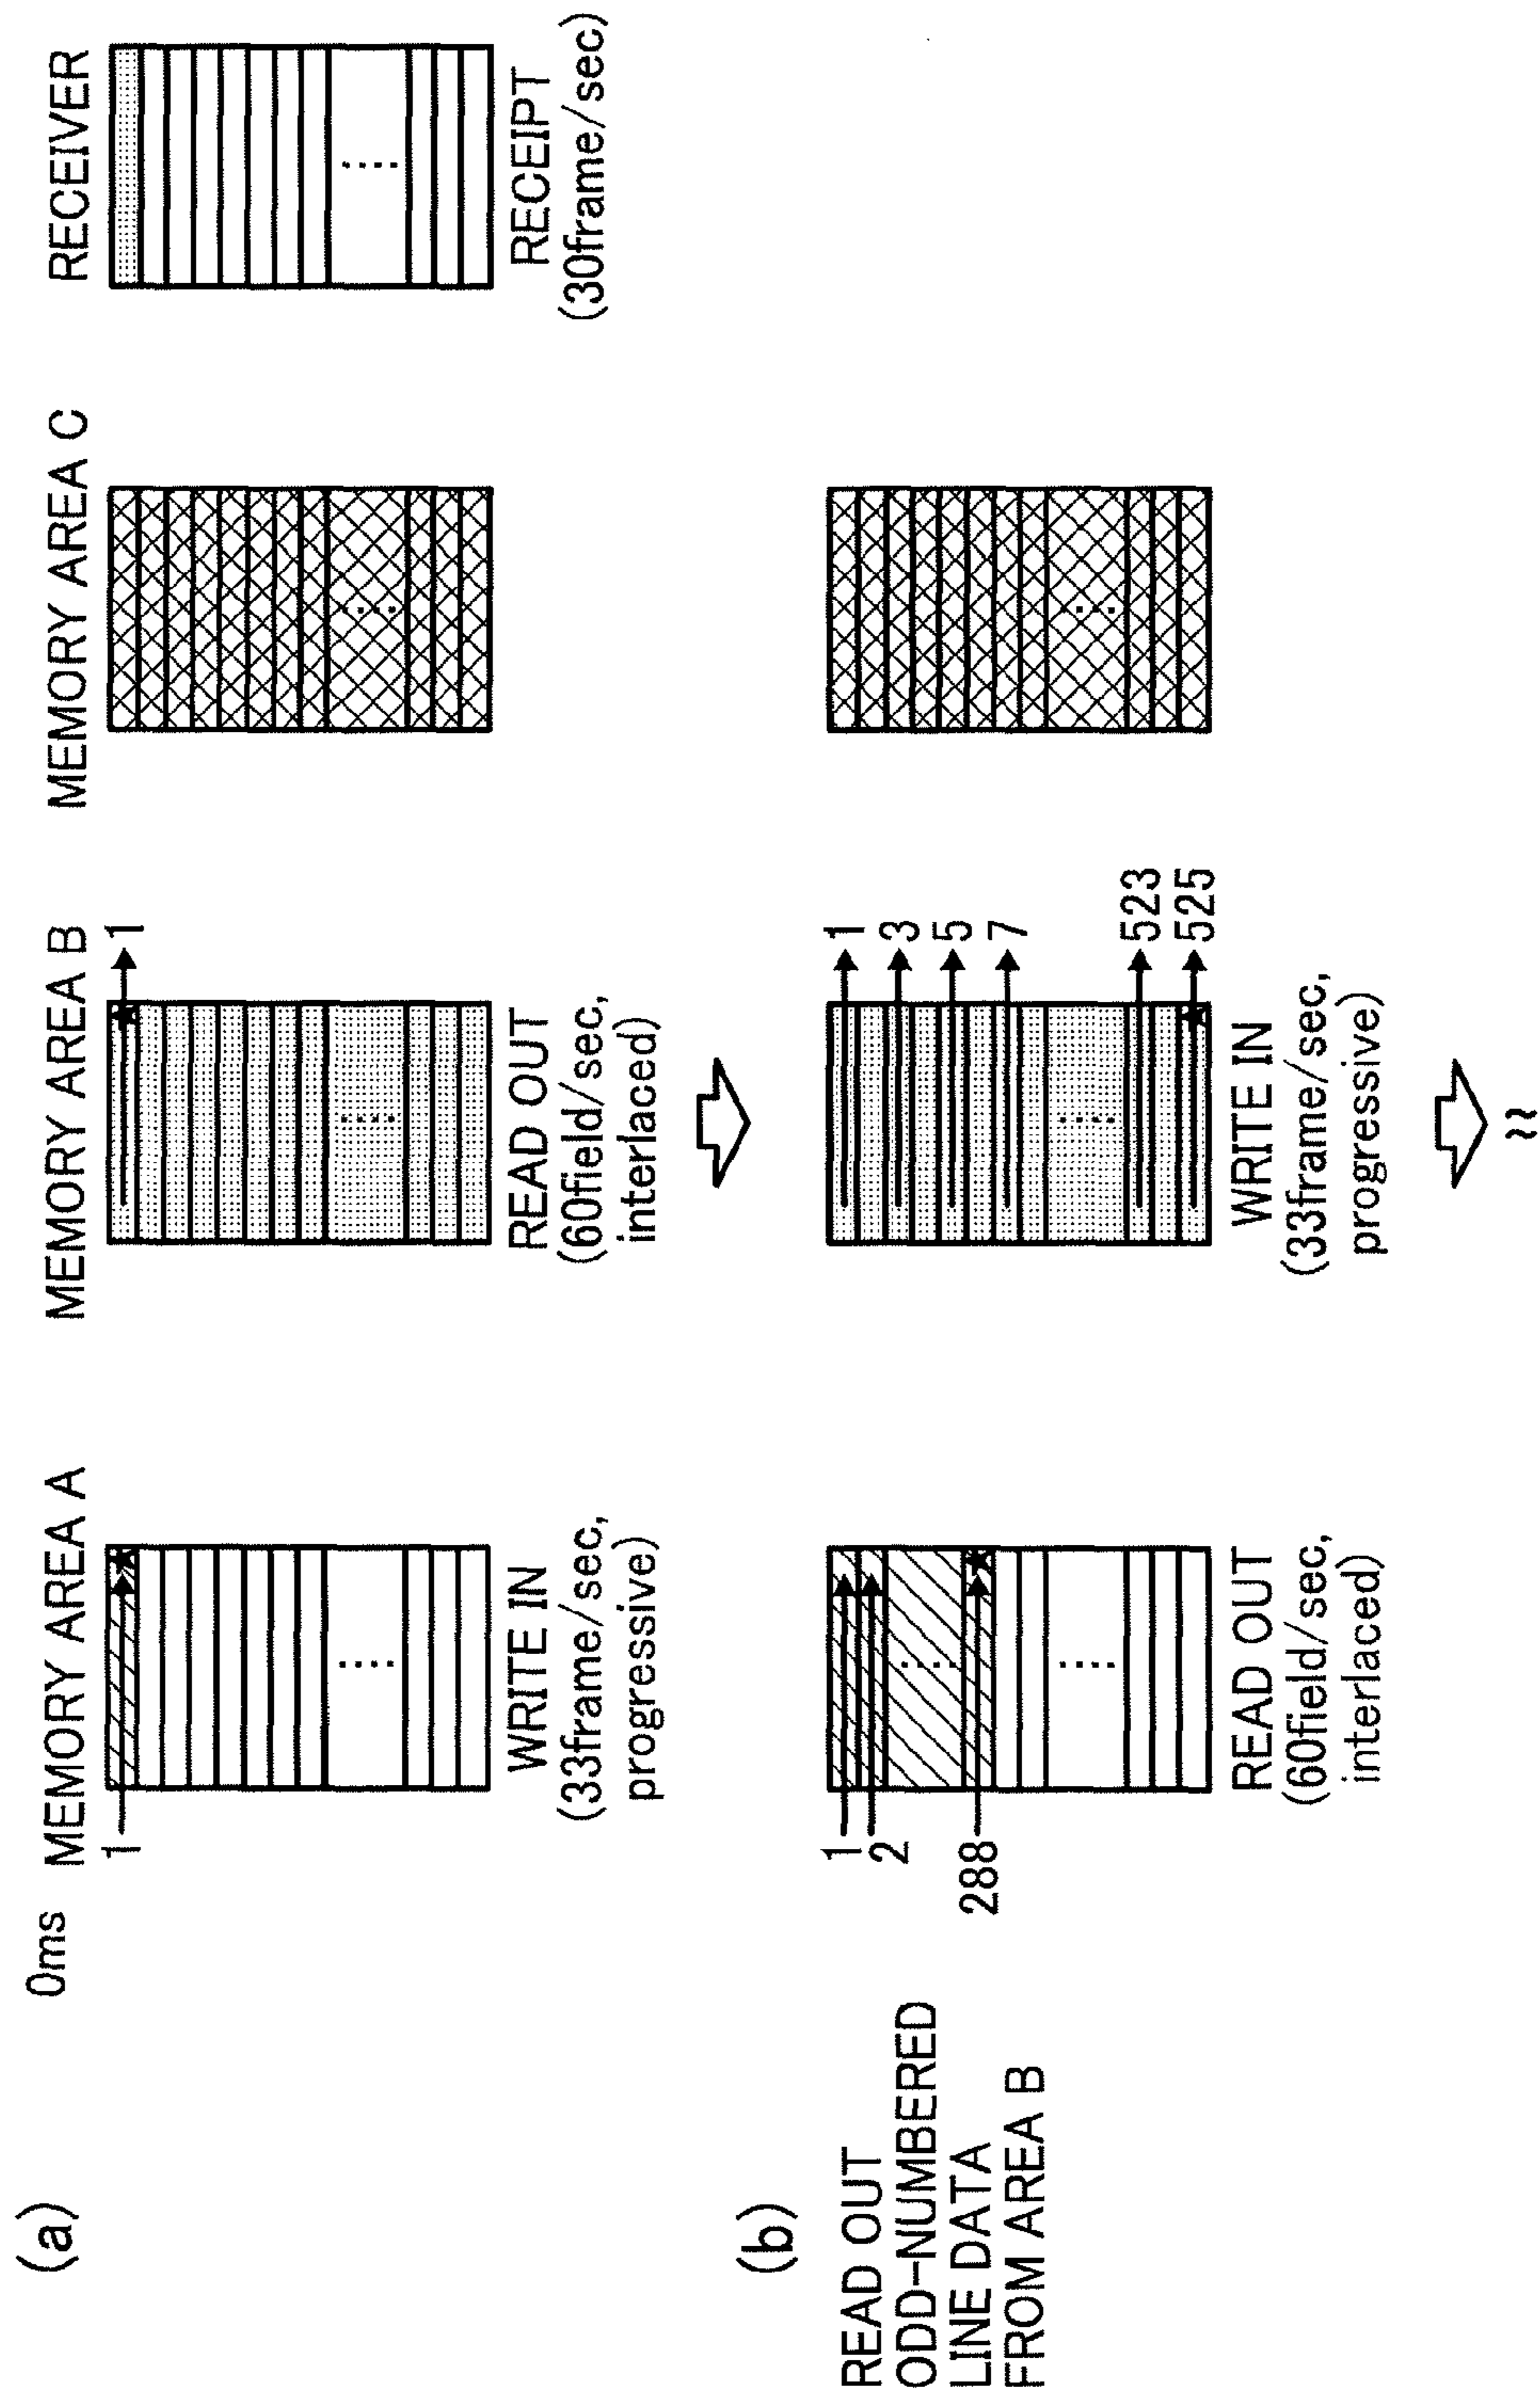 (a)
0ms
MEMORY AREA A
MEMORY AREA B
MEMORY AREA C
RECEIVER
1
1
WRITE IN
(33frame/sec,
progressive)
READ OUT
(60field/sec,
interlaced)
RECEIPT
(30frame/sec)
(b)
READ OUT
ODD-NUMBERED
LINE DATA
FROM AREA B
1
2
288
READ OUT
(60field/sec,
interlaced)
1
3
5
7
523
525
WRITE IN
(33frame/sec,
progressive)